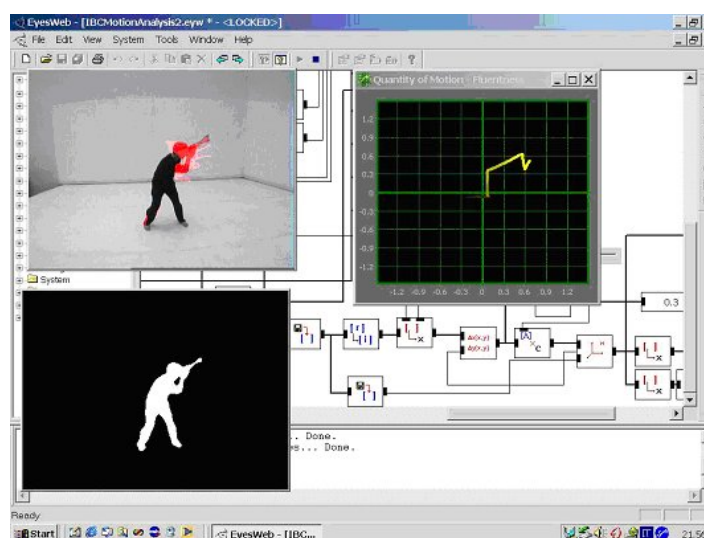 EyesWeb - [IBCMotionAnalysis2.eyw * - <LOCKED>]
File Edit View System Tools Window Help
Quantity of Motion - Fluentness
1.2
0.9
0.6
0.3
0
-0.3
-0.6
-0.9
-1.2
-1.2 -0.9 -0.6 -0.3 0 0.3 0.6 0.9 1.2
System
0.3
... Done.
es... Done.
Ready
Start
EyesWeb - [IBC...
21.56